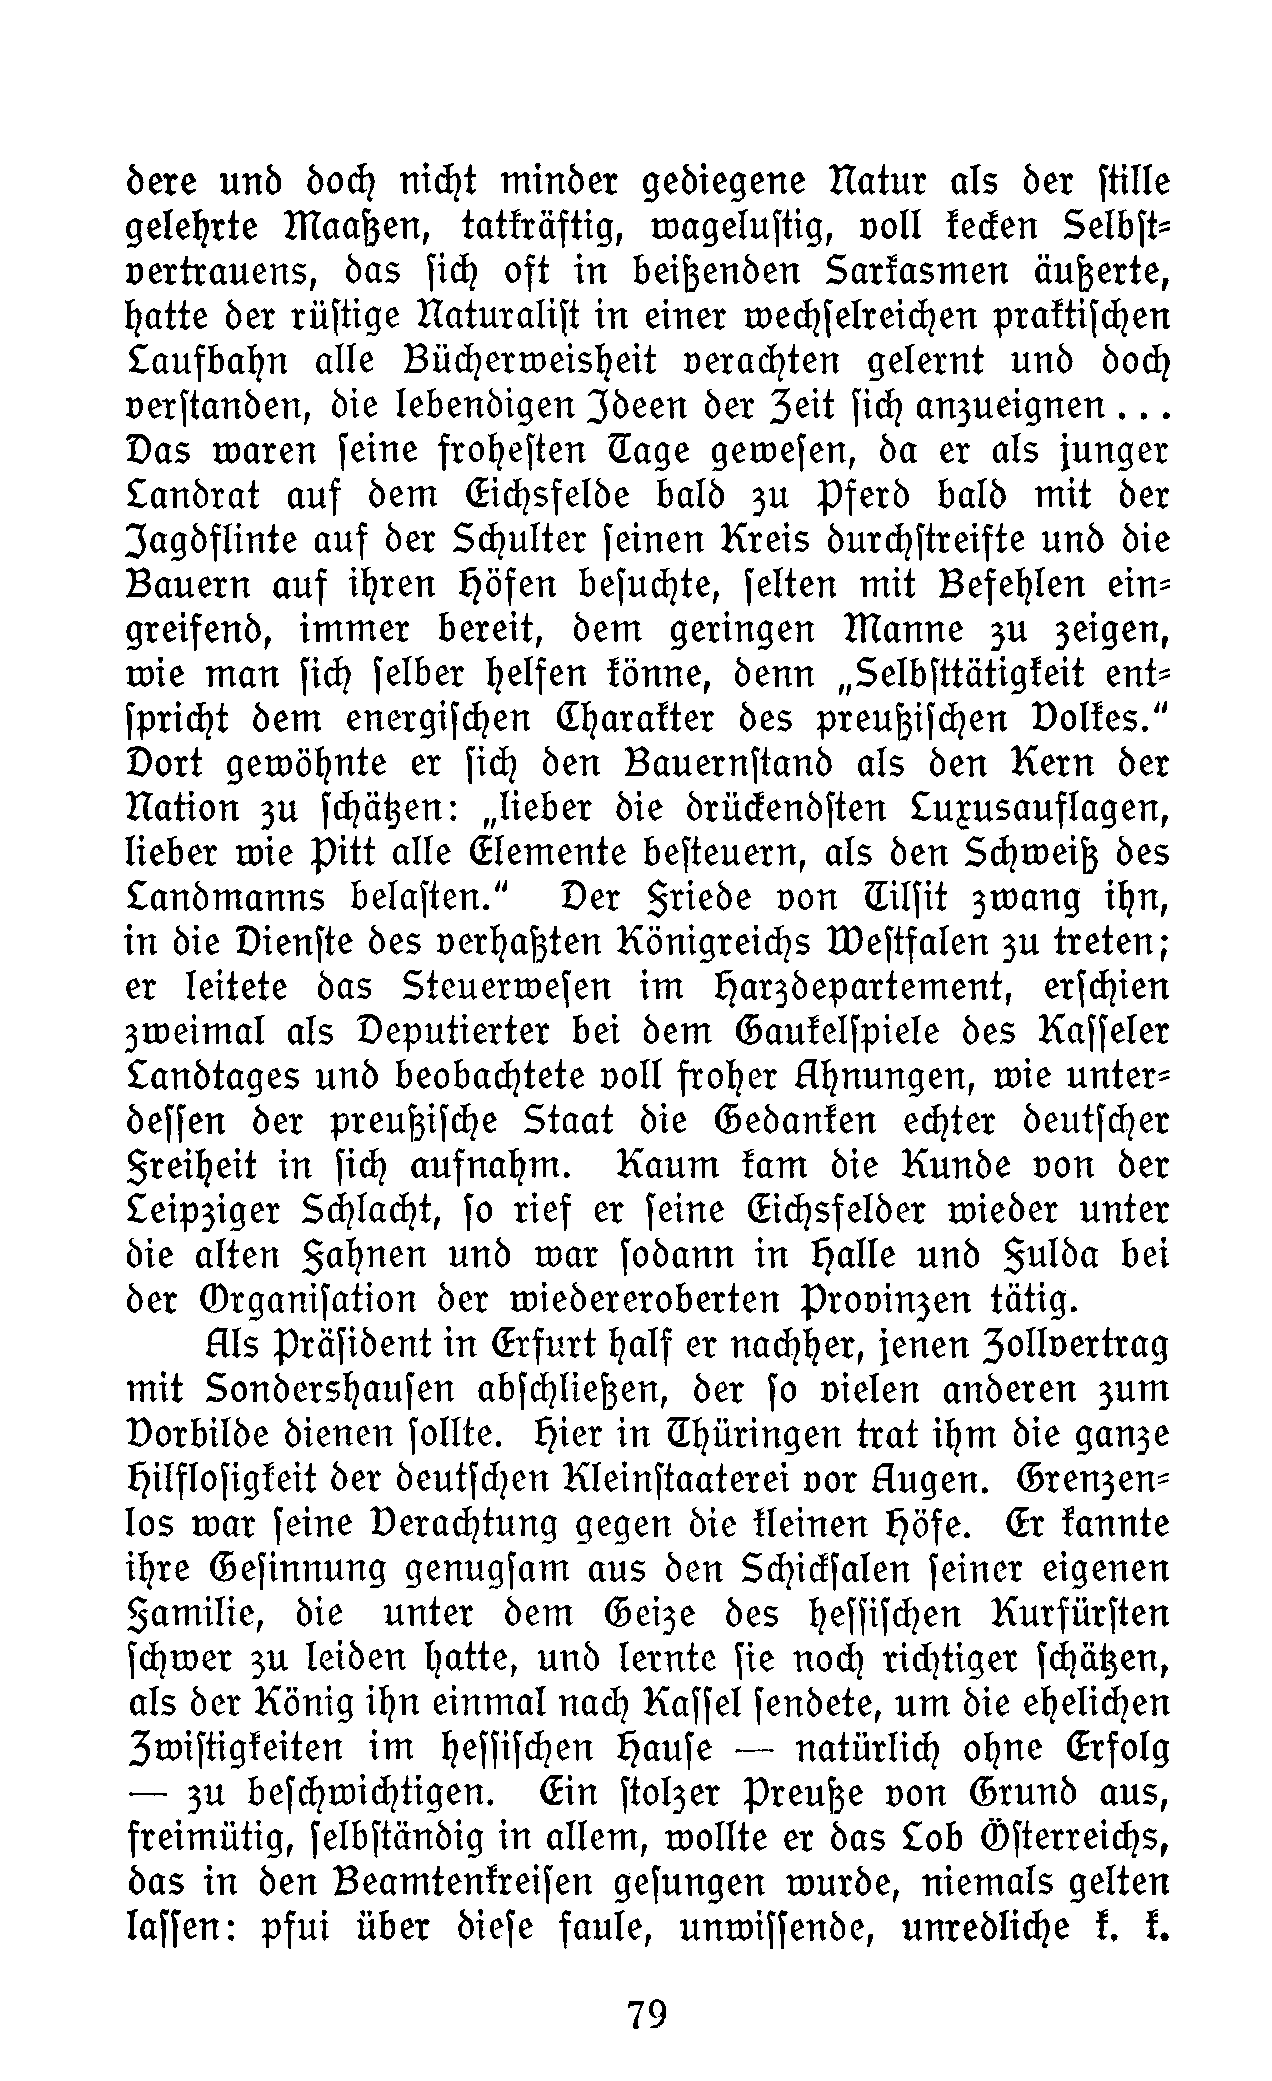 dere und doch nicht minder gediegene Natur als der ſtille
gelehrte Maaßen, tatkräftig, wageluſtig, voll kecken Selbſt⸗
vertrauens, das ſich oft in beißenden Sarkasmen äußerte,
hatte der rüſtige Naturaliſt in einer wechſelreichen praktiſchen
Laufbahn alle Bücherweisheit verachten gelernt und doch
verſtanden, die lebendigen Ideen der Zeit ſich anzueignen . . .
Das waren ſeine froheſten Tage geweſen, da er als junger
Landrat auf dem Eichsfelde bald zu Pferd bald mit der
Jagdflinte auf der Schulter ſeinen Kreis durchſtreifte und die
Bauern auf ihren Höfen beſuchte, ſelten mit Befehlen ein⸗
greifend, immer bereit, dem geringen Manne zu zeigen,
wie man ſich ſelber helfen könne, denn „Selbſttätigkeit ent⸗
ſpricht dem energiſchen Charakter des preußiſchen Volkes.“
Dort gewöhnte er ſich den Bauernſtand als den Kern der
Nation zu ſchätzen: „lieber die drückendſten Luxusauflagen,
lieber wie Pitt alle Elemente beſteuern, als den Schweiß des
Landmanns belaſten.“ Der Friede von Tilſit zwang ihn,
in die Dienſte des verhaßten Königreichs Weſtfalen zu treten;
er leitete das Steuerweſen im Harzdepartement, erſchien
zweimal als Deputierter bei dem Gaukelſpiele des Kaſſeler
Landtages und beobachtete voll froher Ahnungen, wie unter⸗
deſſen der preußiſche Staat die Gedanken echter deutſcher
Freiheit in ſich aufnahm. Kaum kam die Kunde von der
Leipziger Schlacht, ſo rief er ſeine Eichsfelder wieder unter
die alten Fahnen und war ſodann in Halle und Fulda bei
der Organiſation der wiedereroberten Provinzen tätig.
Als Präſident in Erfurt half er nachher, jenen Zollvertrag
mit Sondershauſen abſchließen, der ſo vielen anderen zum
Vorbilde dienen ſollte. Hier in Thüringen trat ihm die ganze
Hilfloſigkeit der deutſchen Kleinſtaaterei vor Augen. Grenzen⸗
los war ſeine Verachtung gegen die kleinen Höfe. Er kannte
ihre Geſinnung genugſam aus den Schickſalen ſeiner eigenen
Familie, die unter dem Geize des heſſiſchen Kurfürſten
ſchwer zu leiden hatte, und lernte ſie noch richtiger ſchätzen,
als der König ihn einmal nach Kaſſel ſendete, um die ehelichen
Zwiſtigkeiten im heſſiſchen Hauſe — natürlich ohne Erfolg
— zu beſchwichtigen. Ein ſtolzer Preuße von Grund aus,
freimütig, ſelbſtändig in allem, wollte er das Lob Öſterreichs,
das in den Beamtenkreiſen geſungen wurde, niemals gelten
laſſen: pfui über dieſe faule, unwiſſende, unredliche k. k.
79